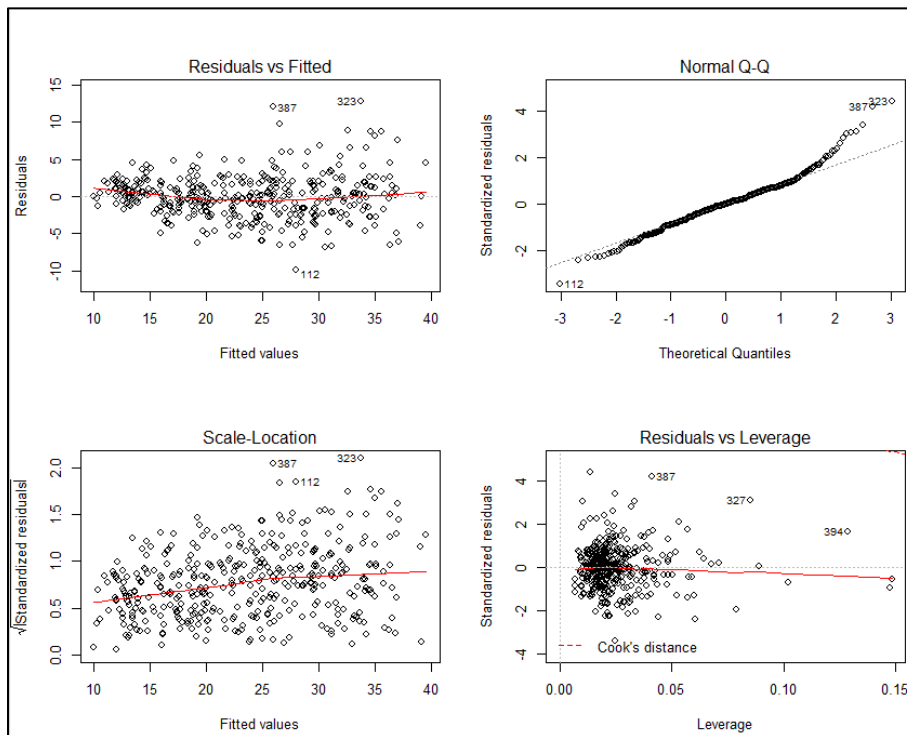 Residuals vs Fitted
Residuals
15
10
5
0
-5
-10
387
323
112
10 15 20 25 30 35 40
Fitted values
Normal Q-Q
Standardized residuals
4
2
0
-2
387
323
112
-3 -2 -1 0 1 2 3
Theoretical Quantiles
Scale-Location
√|Standardized residuals|
2.0
1.5
1.0
0.5
0.0
387
323
112
10 15 20 25 30 35 40
Fitted values
Residuals vs Leverage
Standardized residuals
4
2
0
-2
-4
387
327
394
Cook's distance
0.00 0.05 0.10 0.15
Leverage